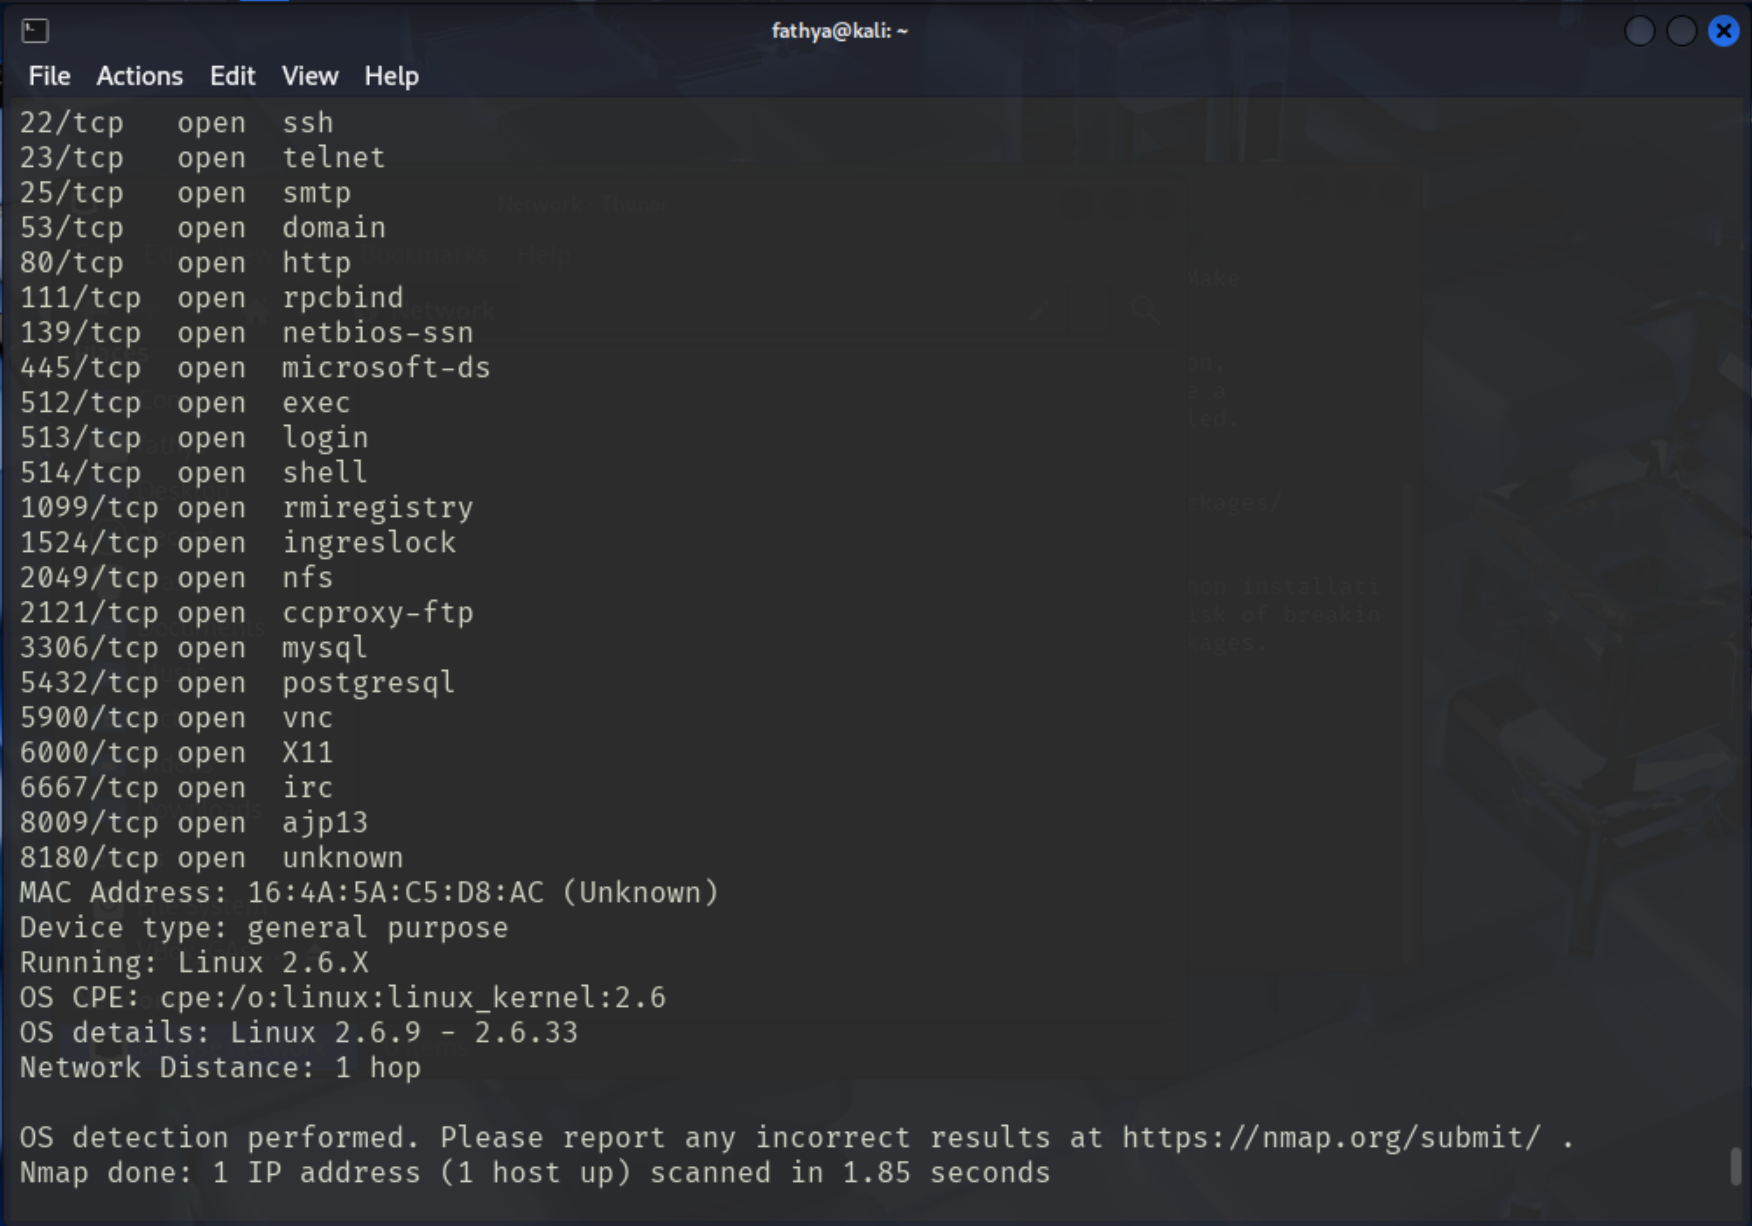 fathya@kali: ~
File Actions Edit View Help
22/tcp open ssh
23/tcp open telnet
25/tcp open smtp
53/tcp open domain
80/tcp open http
111/tcp open rpcbind
139/tcp open netbios-ssn
445/tcp open microsoft-ds
512/tcp open exec
513/tcp open login
514/tcp open shell
1099/tcp open rmiregistry
1524/tcp open ingreslock
2049/tcp open nfs
2121/tcp open ccproxy-ftp
3306/tcp open mysql
5432/tcp open postgresql
5900/tcp open vnc
6000/tcp open X11
6667/tcp open irc
8009/tcp open ajp13
8180/tcp open unknown
MAC Address: 16:4A:5A:C5:D8:AC (Unknown)
Device type: general purpose
Running: Linux 2.6.X
OS CPE: cpe:/o:linux:linux_kernel:2.6
OS details: Linux 2.6.9 - 2.6.33
Network Distance: 1 hop
OS detection performed. Please report any incorrect results at https://nmap.org/submit/ .
Nmap done: 1 IP address (1 host up) scanned in 1.85 seconds